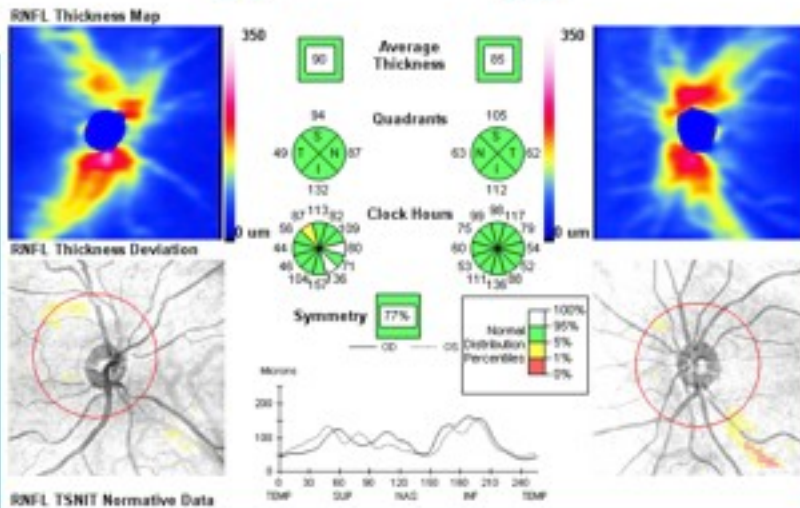 RNFL Thickness Map
350
0 um
Average
Thickness
90
85
350
0 um
Quadrants
94
S
49 T N 87
I
132
105
S
63 N T 62
I
112
Clock Hours
113
87 82
56 109
44 80
46 71
104 136
157
98
99 117
75 79
60 54
53 52
111 88
136
RNFL Thickness Deviation
Symmetry
77%
OD
OS
Normal
Distribution
Percentiles
100%
95%
5%
1%
0%
Microns
200
100
0
0 30 60 90 120 150 180 210 240
TEMP SUP NAS INF TEMP
RNFL TSNIT Normative Data